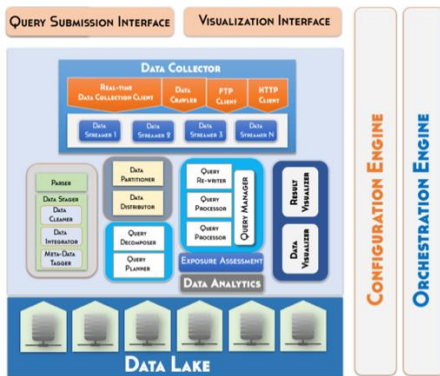 Query Submission Interface
Visualization Interface
Data Collector
Real-time
Data Collection Client
Data
Crawler
FTP
Client
HTTP
Client
Data
Streamer 1
Data
Streamer 2
Data
Streamer 3
Data
Streamer N
Parser
Data Stager
Data
Cleaner
Data
Integrator
Meta-Data
Tagger
Data
Partitioner
Data
Distributor
Query
Decomposer
Query
Planner
Query
Re-writer
Query
Processor
Query
Processor
Query Manager
Exposure Assessment
Data Analytics
Result
Visualizer
Data
Visualizer
Data Lake
Configuration Engine
Orchestration Engine